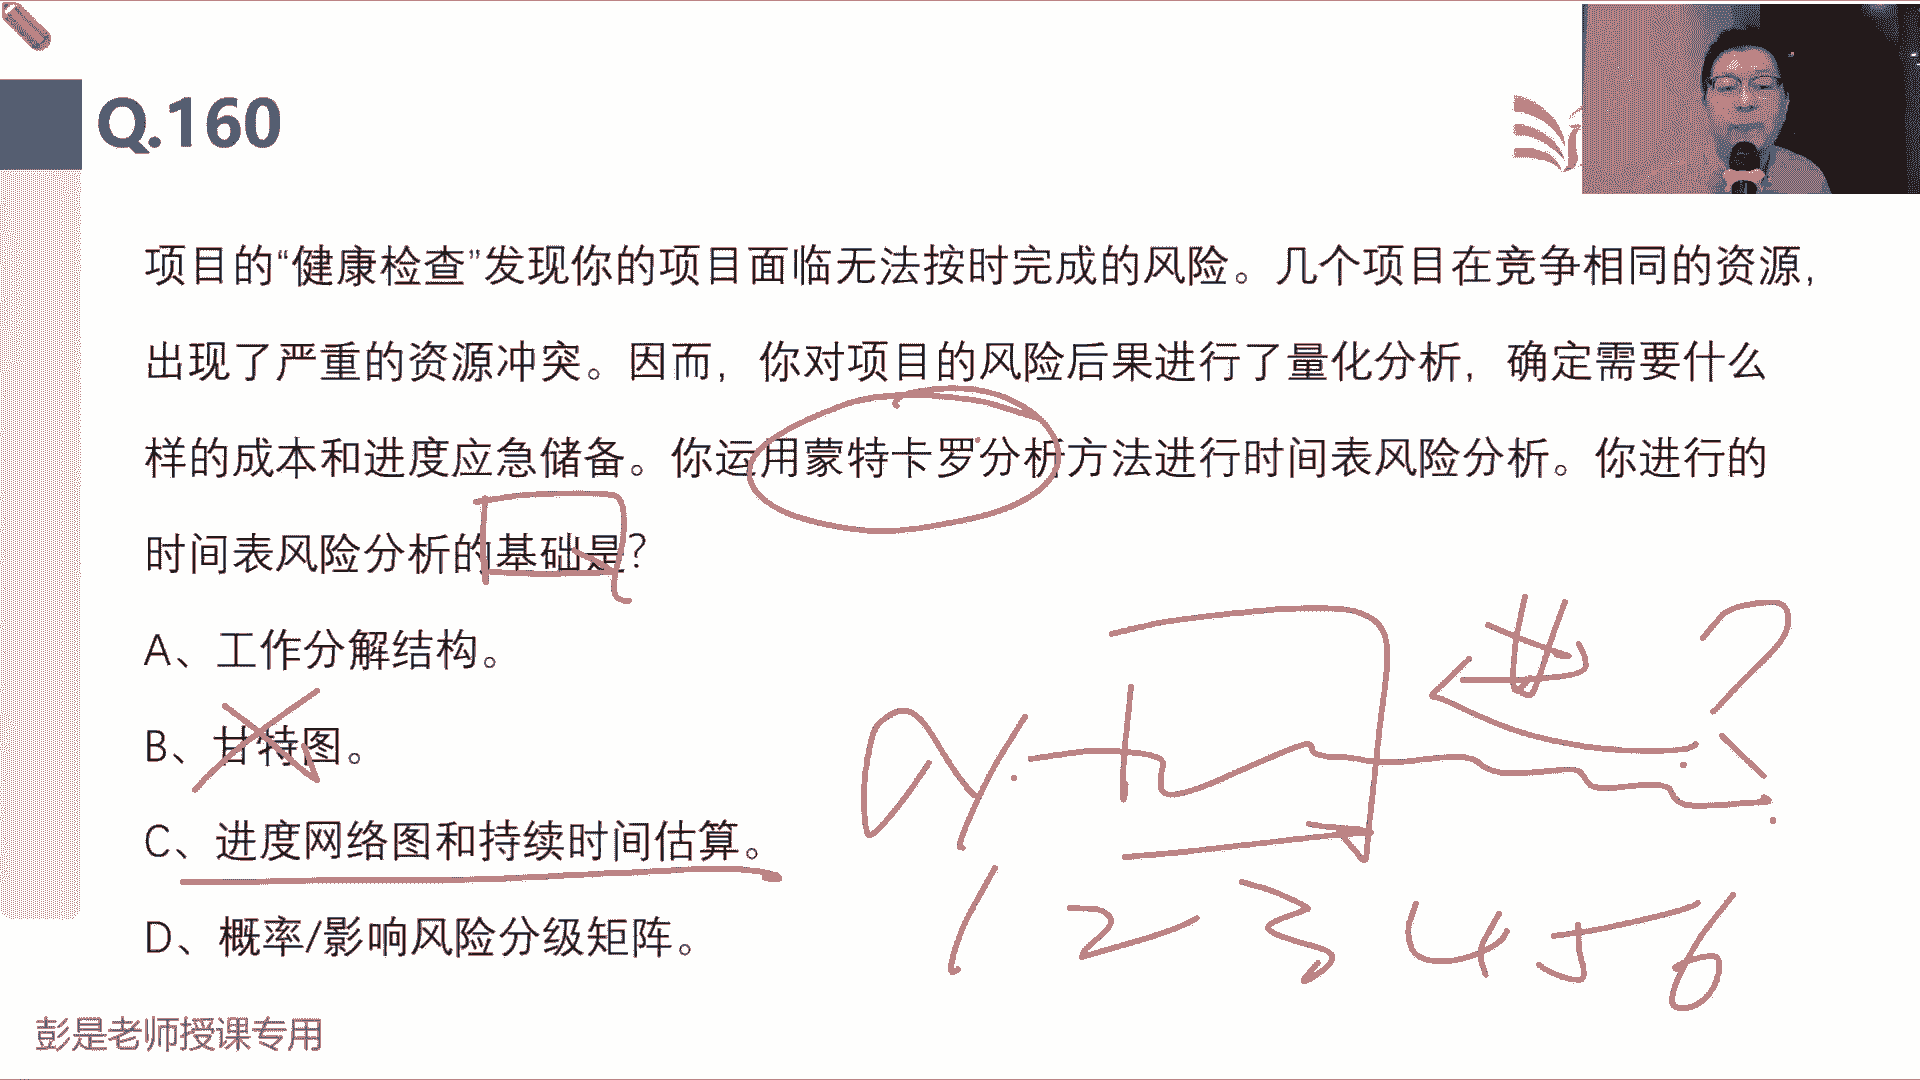 Q.160
项目的“健康检查”发现你的项目面临无法按时完成的风险。几个项目在竞争相同的资源，
出现了严重的资源冲突。因而，你对项目的风险后果进行了量化分析，确定需要什么
样的成本和进度应急储备。你运用蒙特卡罗分析方法进行时间表风险分析。你进行的
时间表风险分析的基础是？
A、工作分解结构。
B、甘特图。
C、进度网络图和持续时间估算。
D、概率/影响风险分级矩阵。
?
1 2 3 4 5 6
彭是老师授课专用